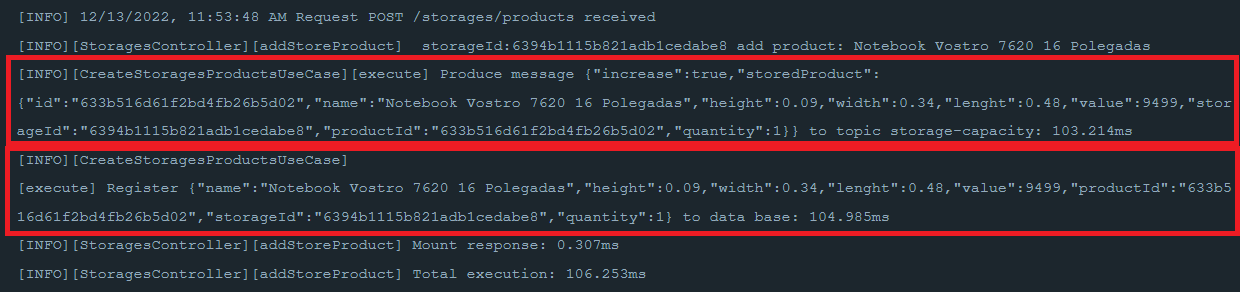 [INFO] 12/13/2022, 11:53:48 AM Request POST /storages/products received
[INFO][StoragesController][addStoreProduct]  storageId:6394b1115b821adb1cedabe8 add product: Notebook Vostro 7620 16 Polegadas
[INFO][CreateStoragesProductsUseCase][execute] Produce message {"increase":true,"storedProduct":
{"id":"633b516d61f2bd4fb26b5d02","name":"Notebook Vostro 7620 16 Polegadas","height":0.09,"width":0.34,"lenght":0.48,"value":9499,"stor
ageId":"6394b1115b821adb1cedabe8","productId":"633b516d61f2bd4fb26b5d02","quantity":1}} to topic storage-capacity: 103.214ms
[INFO][CreateStoragesProductsUseCase]
[execute] Register {"name":"Notebook Vostro 7620 16 Polegadas","height":0.09,"width":0.34,"lenght":0.48,"value":9499,"productId":"633b5
16d61f2bd4fb26b5d02","storageId":"6394b1115b821adb1cedabe8","quantity":1} to data base: 104.985ms
[INFO][StoragesController][addStoreProduct] Mount response: 0.307ms
[INFO][StoragesController][addStoreProduct] Total execution: 106.253ms